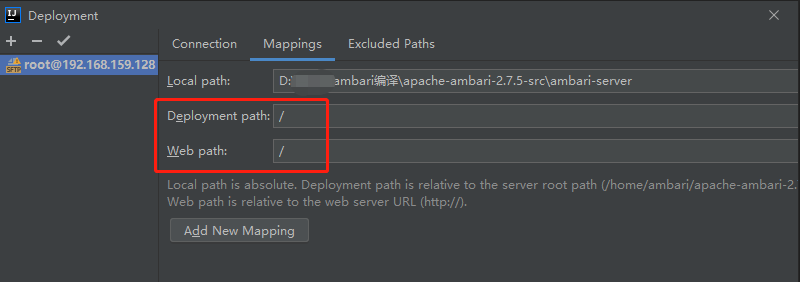 IJ Deployment
Connection Mappings Excluded Paths
root@192.168.159.128
SFTP
Local path: D: ambari编译\apache-ambari-2.7.5-src\ambari-server
Deployment path: /
Web path: /
Local path is absolute. Deployment path is relative to the server root path (/home/ambari/apache-ambari-2.
Web path is relative to the web server URL (http://).
Add New Mapping